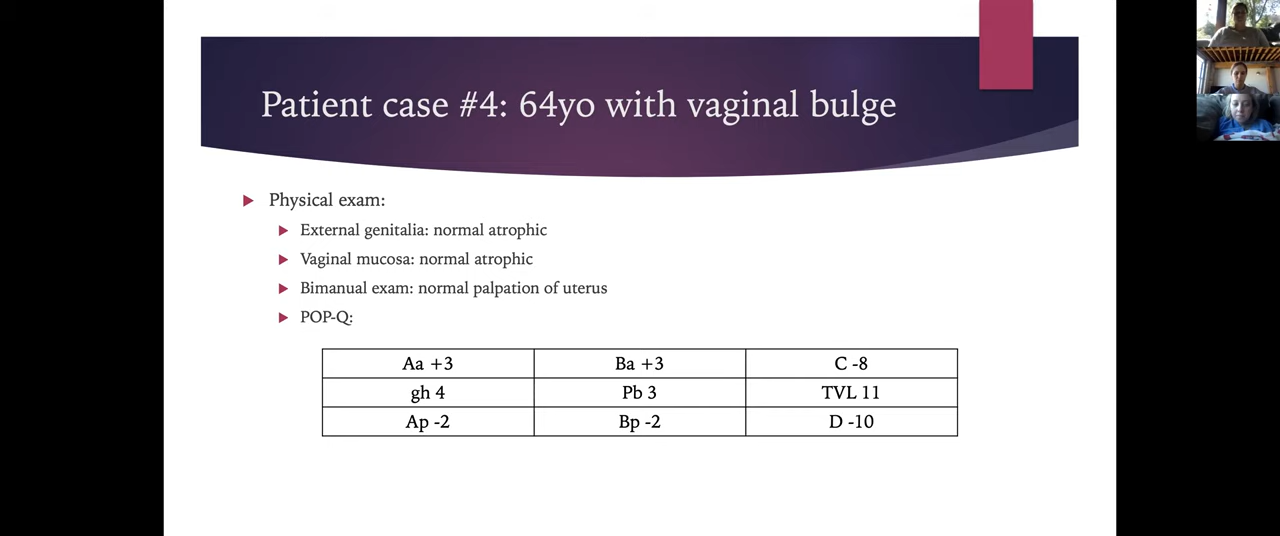 Patient case #4: 64yo with vaginal bulge
Physical exam:
External genitalia: normal atrophic
Vaginal mucosa: normal atrophic
Bimanual exam: normal palpation of uterus
POP-Q:
Aa +3 Ba +3 C -8
gh 4 Pb 3 TVL 11
Ap -2 Bp -2 D -10